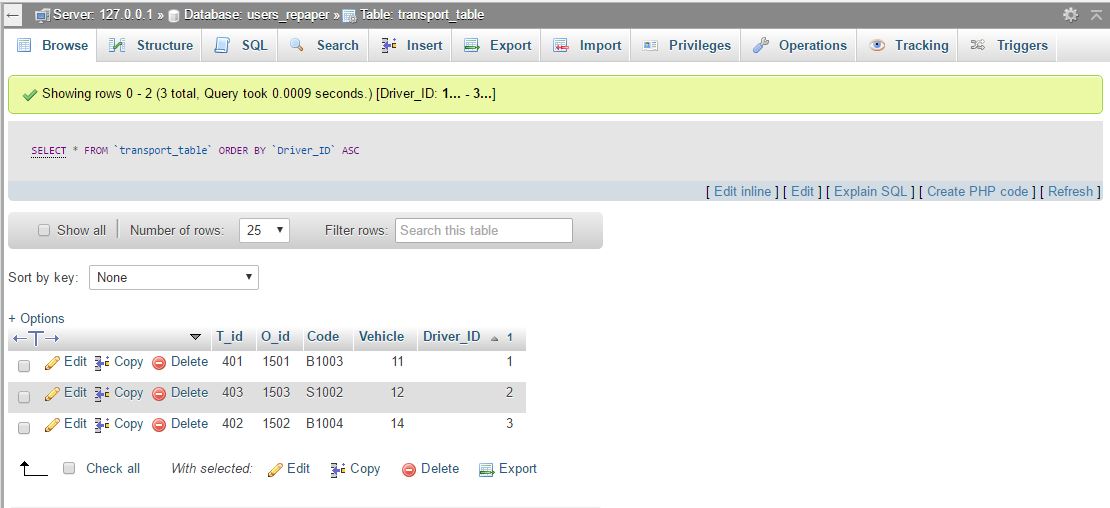 Server: 127.0.0.1 » Database: users_repaper » Table: transport_table
Browse Structure SQL Search Insert Export Import Privileges Operations Tracking Triggers
Showing rows 0 - 2 (3 total, Query took 0.0009 seconds.) [Driver_ID: 1... - 3...]
SELECT * FROM `transport_table` ORDER BY `Driver_ID` ASC
[ Edit inline ] [ Edit ] [ Explain SQL ] [ Create PHP code ] [ Refresh ]
Show all Number of rows: 25 Filter rows: Search this table
Sort by key: None
+ Options
T_id O_id Code Vehicle Driver_ID 1
Edit Copy Delete 401 1501 B1003 11 1
Edit Copy Delete 403 1503 S1002 12 2
Edit Copy Delete 402 1502 B1004 14 3
Check all With selected: Edit Copy Delete Export